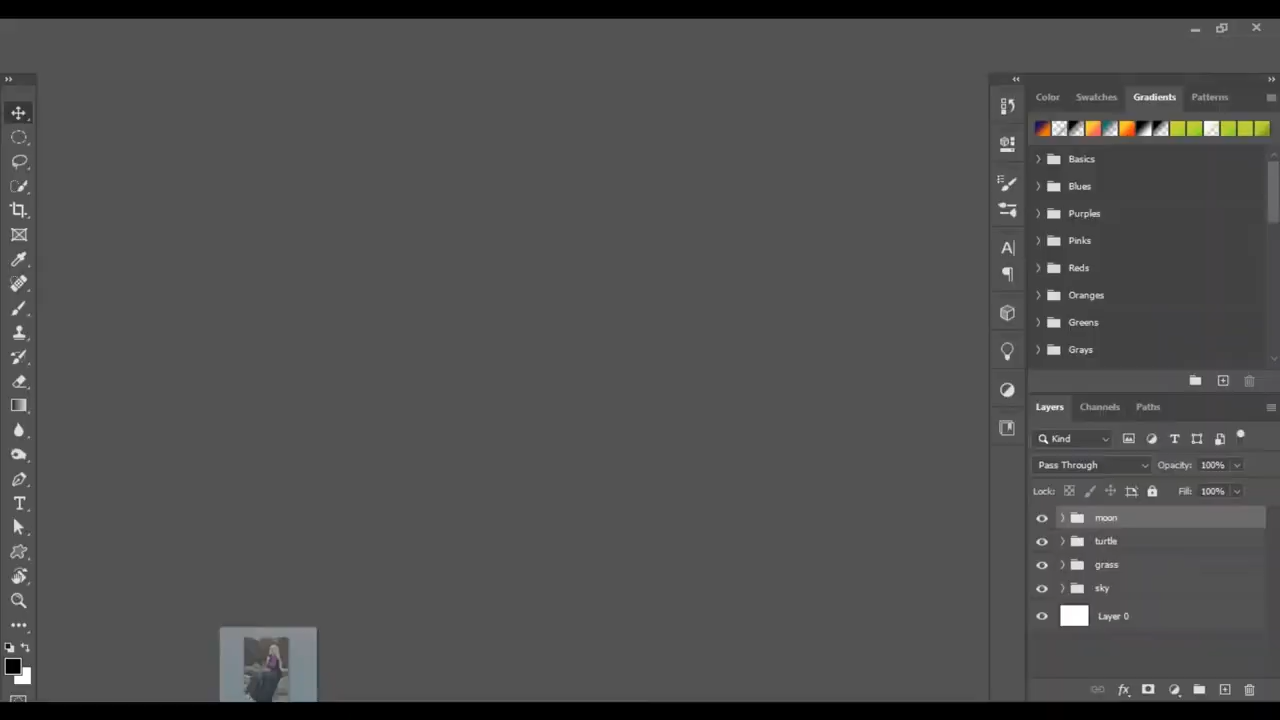 Color Swatches Gradients Patterns
Basics
Blues
Purples
Pinks
Reds
Oranges
Greens
Grays
Layers Channels Paths
Kind
Pass Through Opacity: 100%
Lock: Fill: 100%
moon
turtle
grass
sky
Layer 0
fx